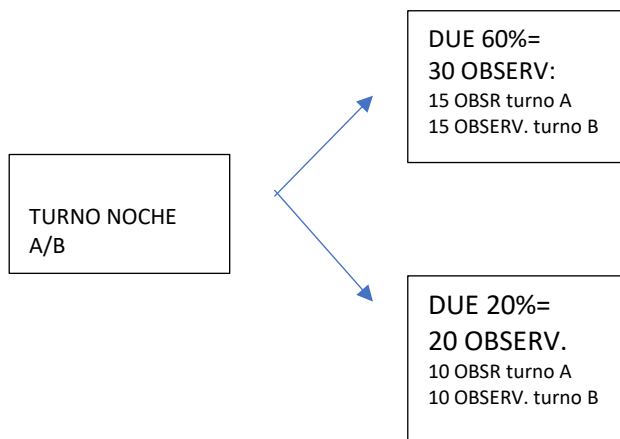 DUE 60%=
30 OBSERV:
15 OBSR turno A
15 OBSERV. turno B
TURNO NOCHE
A/B
DUE 20%=
20 OBSERV.
10 OBSR turno A
10 OBSERV. turno B